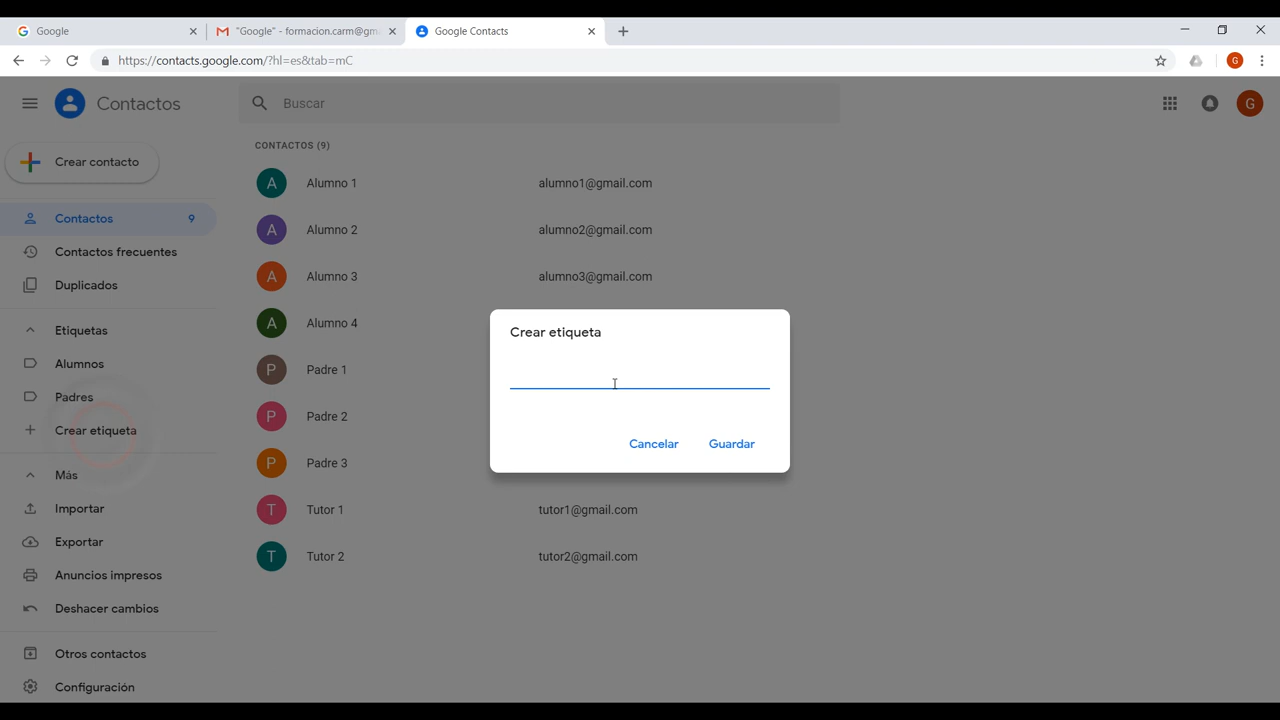 Google
"Google" - formacion.carm@gm
Google Contacts
https://contacts.google.com/?hl=es&tab=mC
G
Contactos
Buscar
G
Crear contacto
Contactos 9
Contactos frecuentes
Duplicados
Etiquetas
Alumnos
Padres
Crear etiqueta
Más
Importar
Exportar
Anuncios impresos
Deshacer cambios
Otros contactos
Configuración
CONTACTOS (9)
A Alumno 1 alumno1@gmail.com
A Alumno 2 alumno2@gmail.com
A Alumno 3 alumno3@gmail.com
A Alumno 4
P Padre 1
P Padre 2
P Padre 3
T Tutor 1 tutor1@gmail.com
T Tutor 2 tutor2@gmail.com
Crear etiqueta
Cancelar Guardar